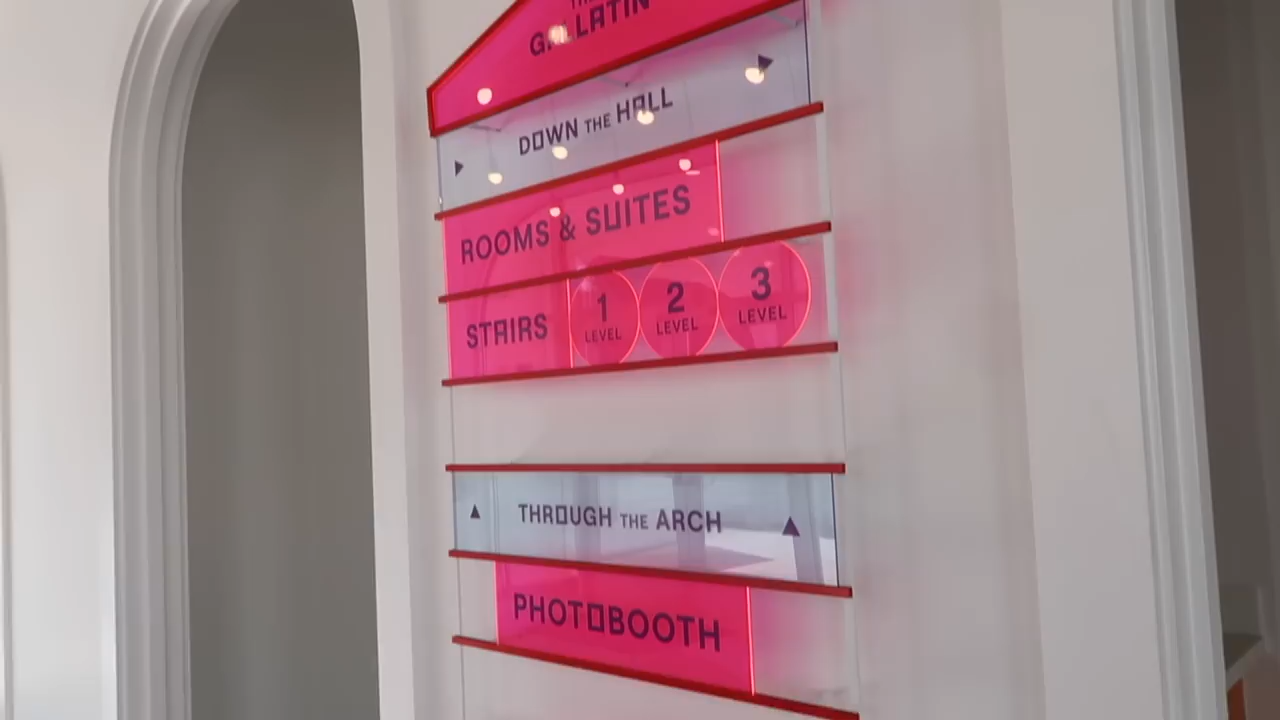 GALLATIN
DOWN THE HALL
ROOMS & SUITES
STAIRS
1 LEVEL
2 LEVEL
3 LEVEL
THROUGH THE ARCH
PHOTOBOOTH